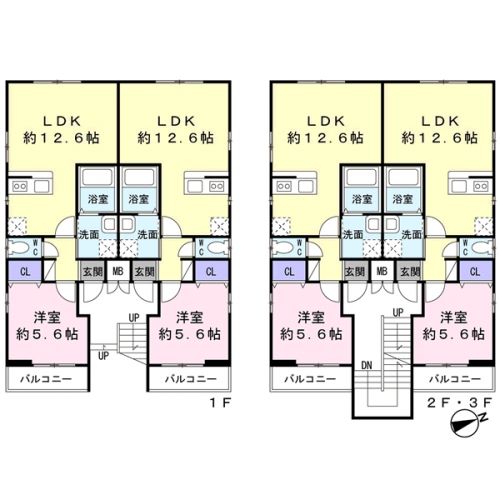 LDK
約12.6帖
LDK
約12.6帖
浴室
浴室
洗面
洗面
WC
WC
CL
玄関
MB
玄関
CL
洋室
約5.6帖
洋室
約5.6帖
UP
UP
バルコニー
バルコニー
1F
LDK
約12.6帖
LDK
約12.6帖
浴室
浴室
洗面
洗面
WC
WC
CL
玄関
MB
玄関
CL
洋室
約5.6帖
洋室
約5.6帖
UP
DN
バルコニー
バルコニー
2F・3F
N